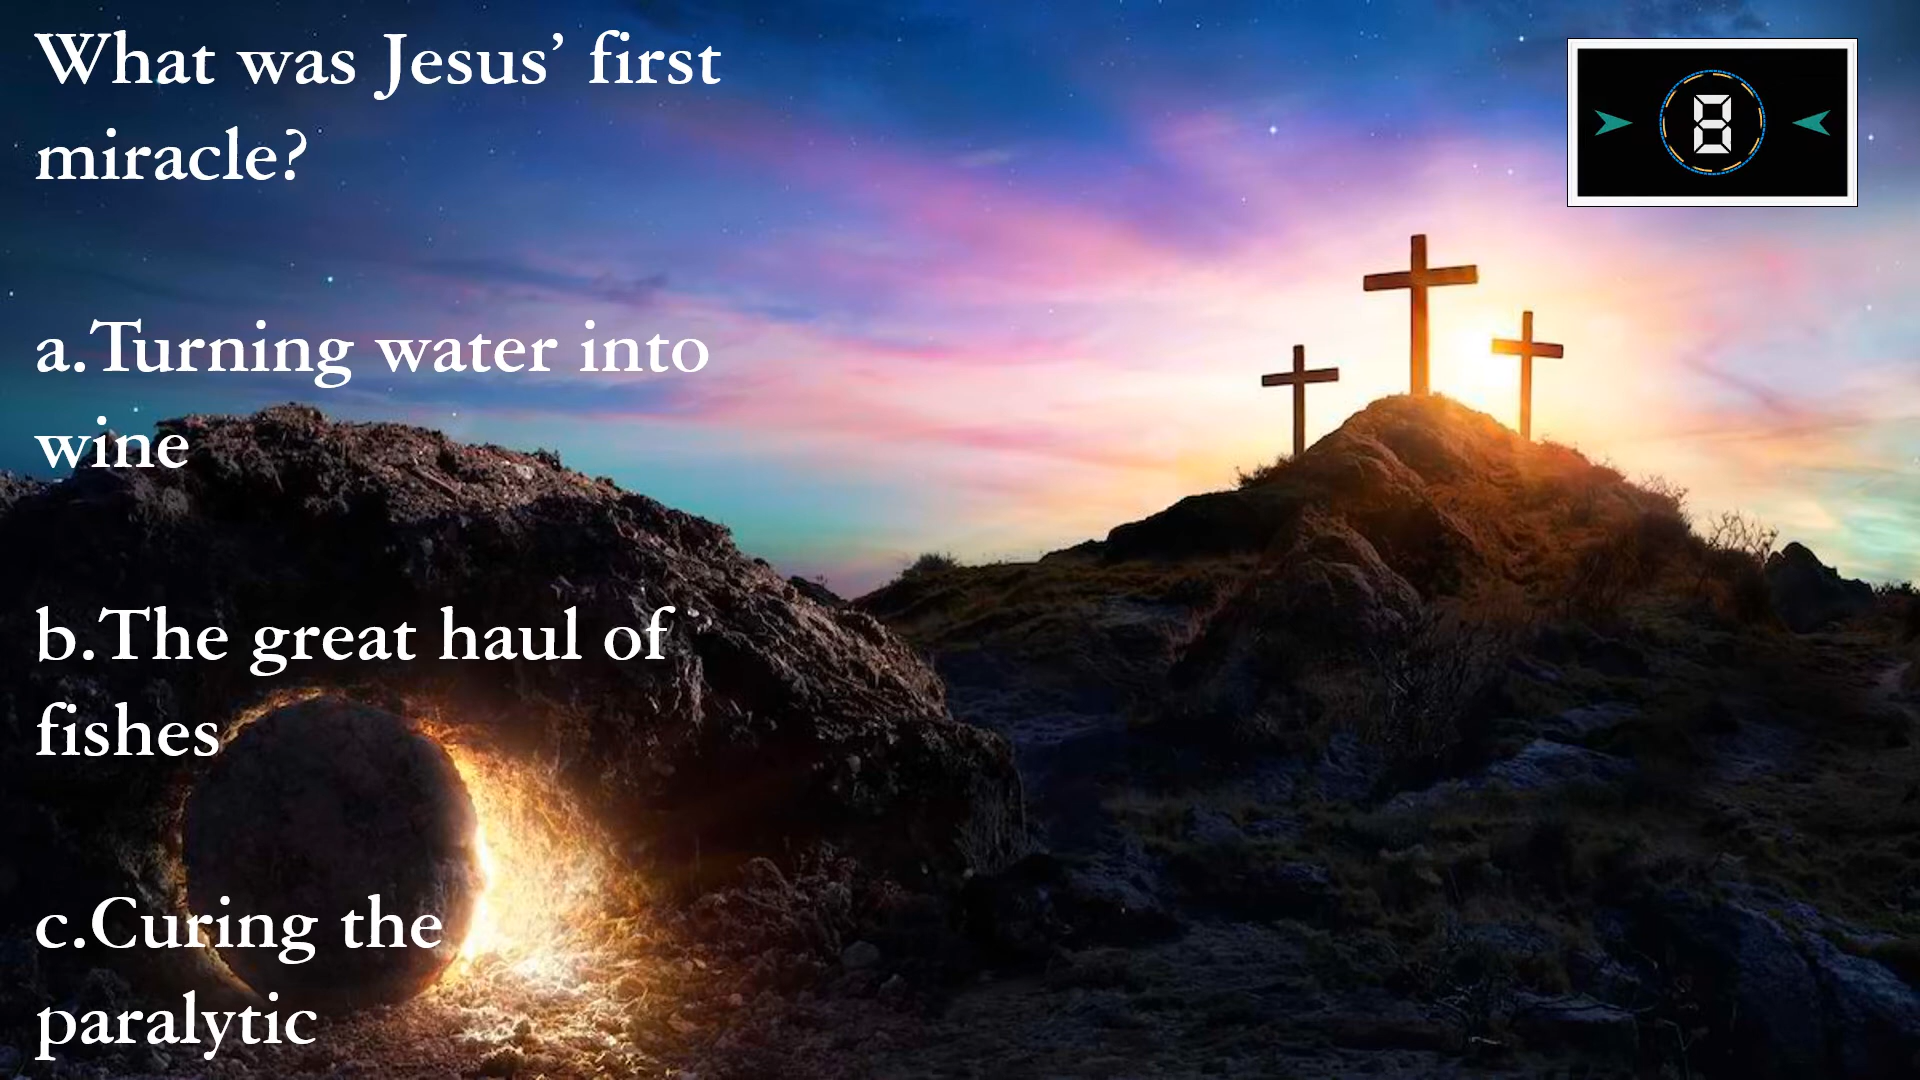 What was Jesus’ first
miracle?
8
a.Turning water into
wine
b.The great haul of
fishes
c.Curing the
paralytic